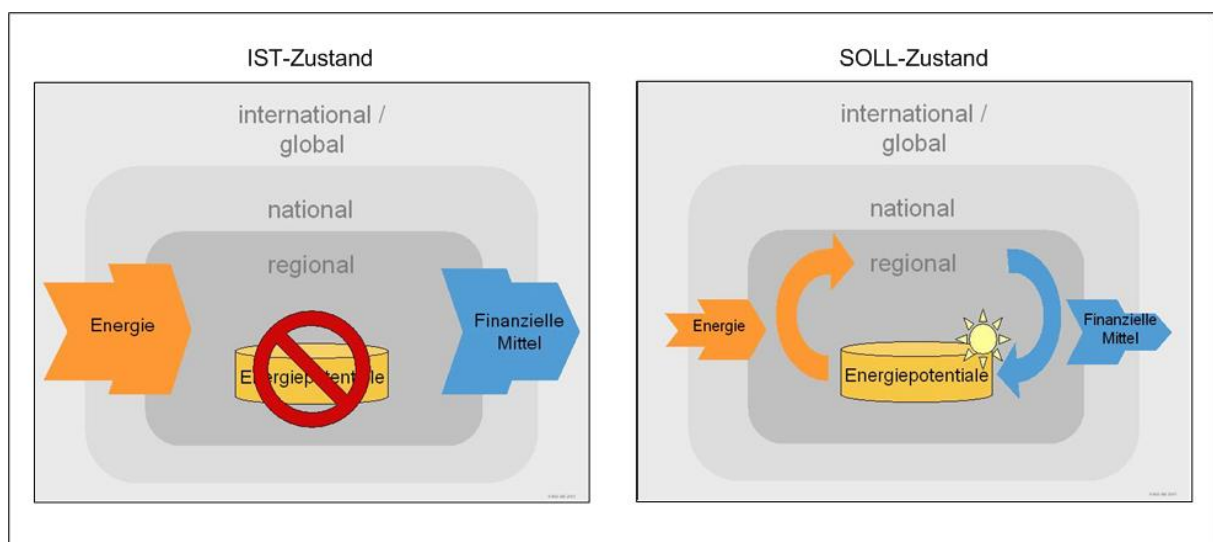 IST-Zustand
international /
global
national
regional
Energie
Energiepotentiale
Finanzielle
Mittel
SOLL-Zustand
international /
global
national
regional
Energie
Energiepotentiale
Finanzielle
Mittel